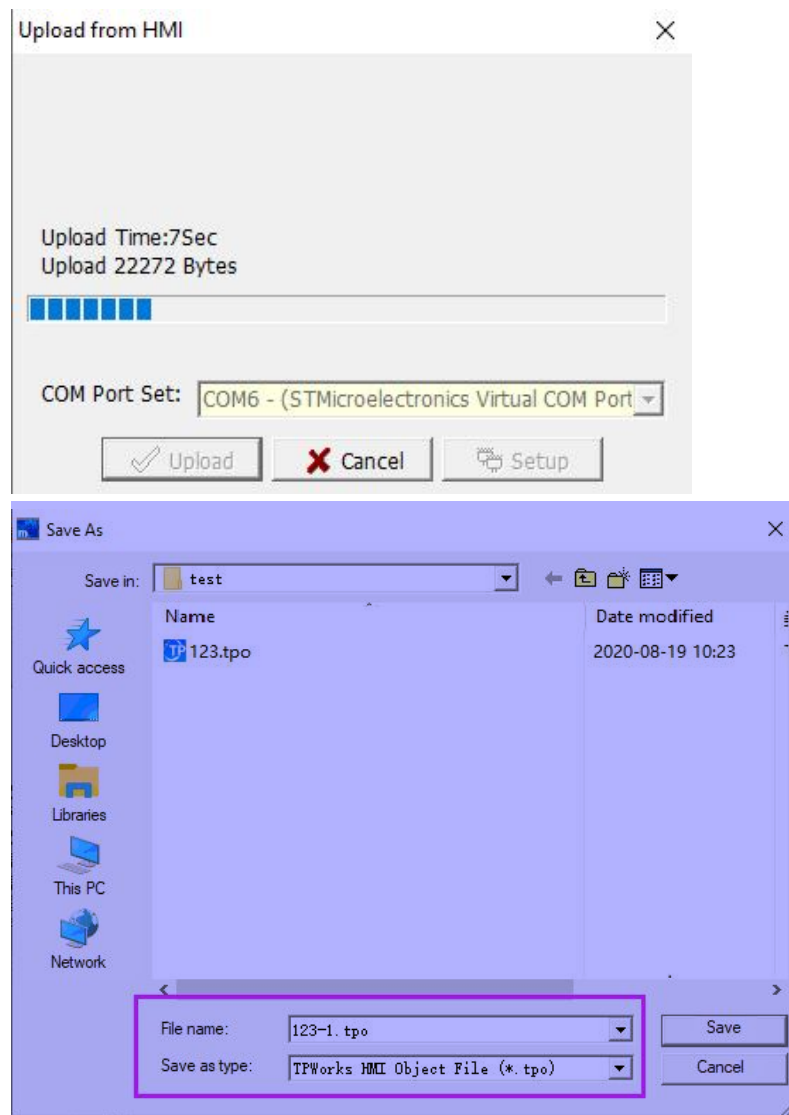 Upload from HMI
Upload Time:7Sec
Upload 22272 Bytes
COM Port Set: COM6 - (STMicroelectronics Virtual COM Port
Upload Cancel Setup
Save As
Save in: test
Name Date modified
123.tpo 2020-08-19 10:23
Quick access
Desktop
Libraries
This PC
Network
File name: 123-1.tpo Save
Save as type: TPWorks HMI Object File (*.tpo) Cancel